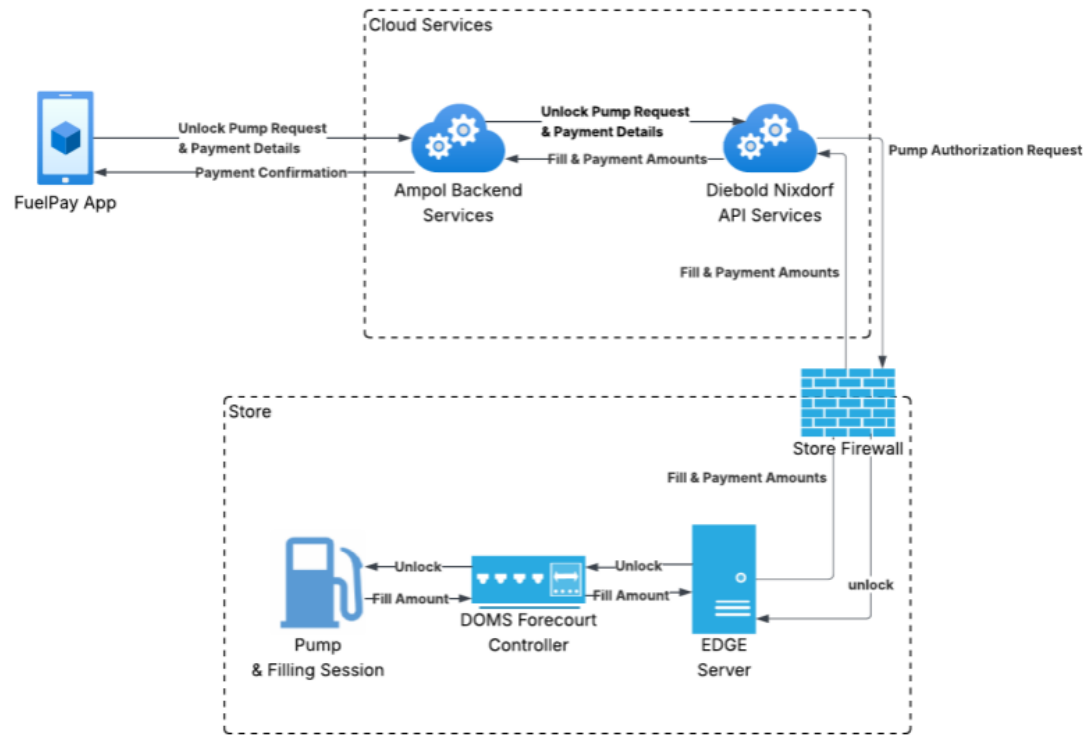 Cloud Services
Unlock Pump Request
& Payment Details
Payment Confirmation
FuelPay App
Unlock Pump Request
& Payment Details
Fill & Payment Amounts
Ampol Backend
Services
Diebold Nixdorf
API Services
Pump Authorization Request
Fill & Payment Amounts
Store
Store Firewall
Fill & Payment Amounts
unlock
Unlock
Fill Amount
Unlock
Fill Amount
Pump
& Filling Session
DOMS Forecourt
Controller
EDGE
Server